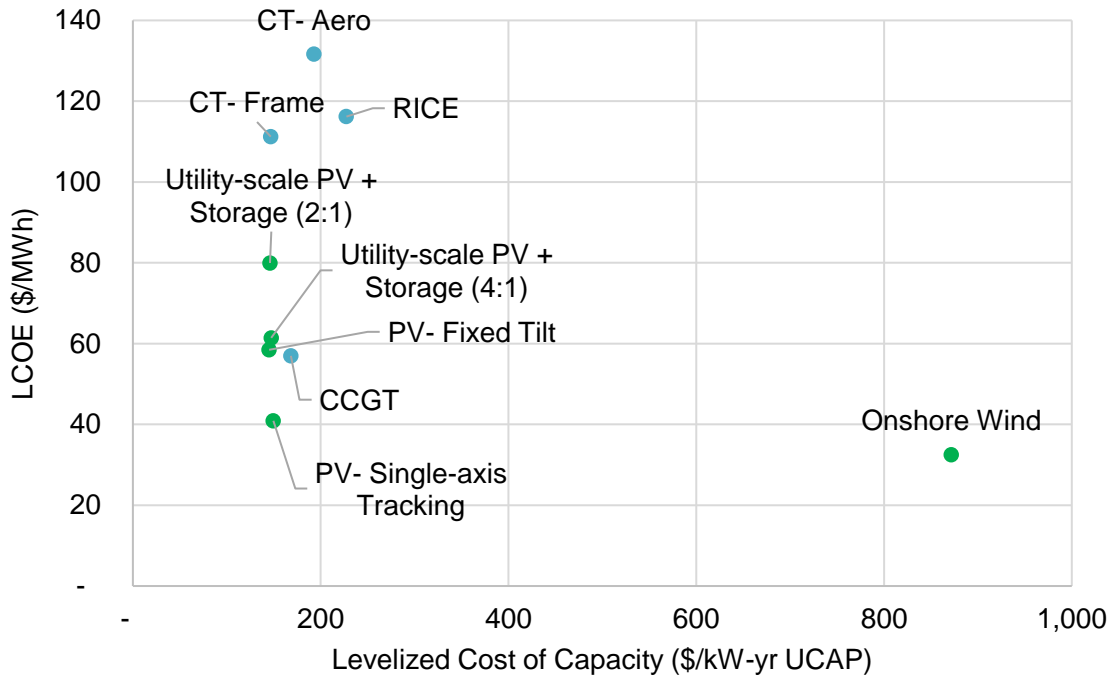 140
120
100
80
60
40
20
-
LCOE ($/MWh)
CT- Aero
CT- Frame
RICE
Utility-scale PV +
Storage (2:1)
Utility-scale PV +
Storage (4:1)
PV- Fixed Tilt
CCGT
Onshore Wind
PV- Single-axis
Tracking
-
200
400
600
800
1,000
Levelized Cost of Capacity ($/kW-yr UCAP)